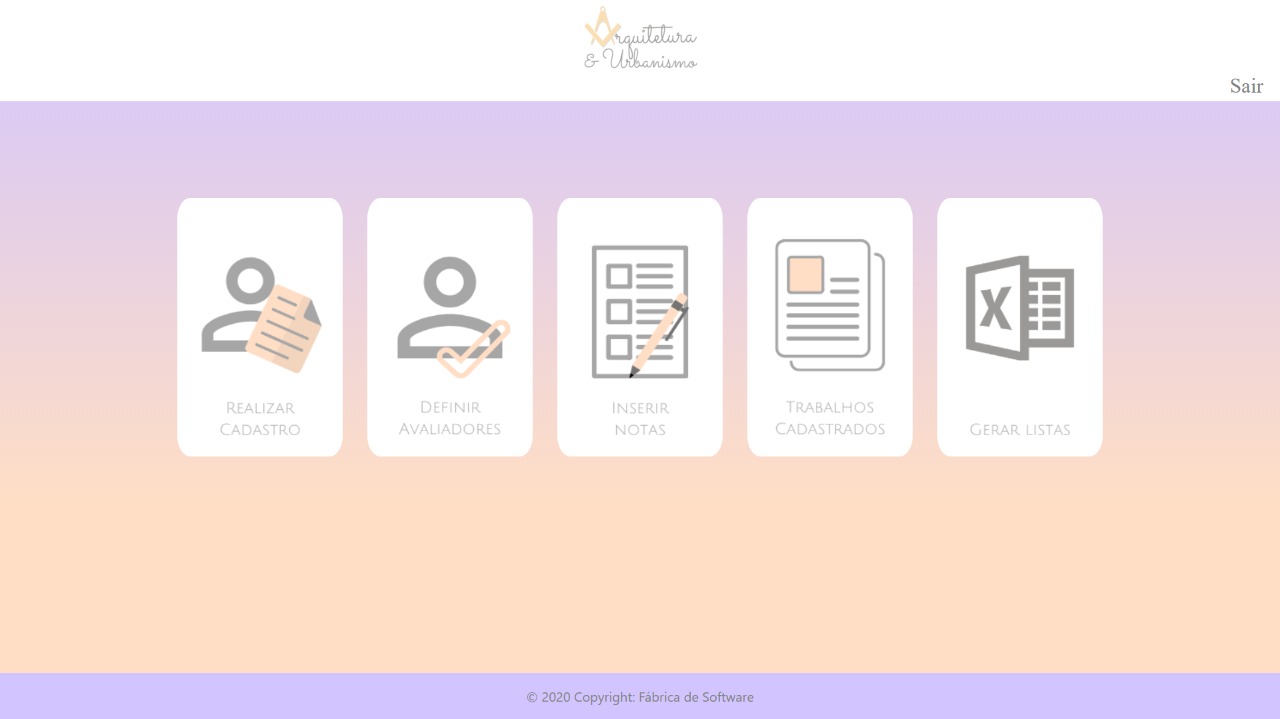 Arquitetura
& Urbanismo
Sair
REALIZAR
CADASTRO
DEFINIR
AVALIADORES
INSERIR
NOTAS
TRABALHOS
CADASTRADOS
X
GERAR LISTAS
© 2020 Copyright: Fábrica de Software